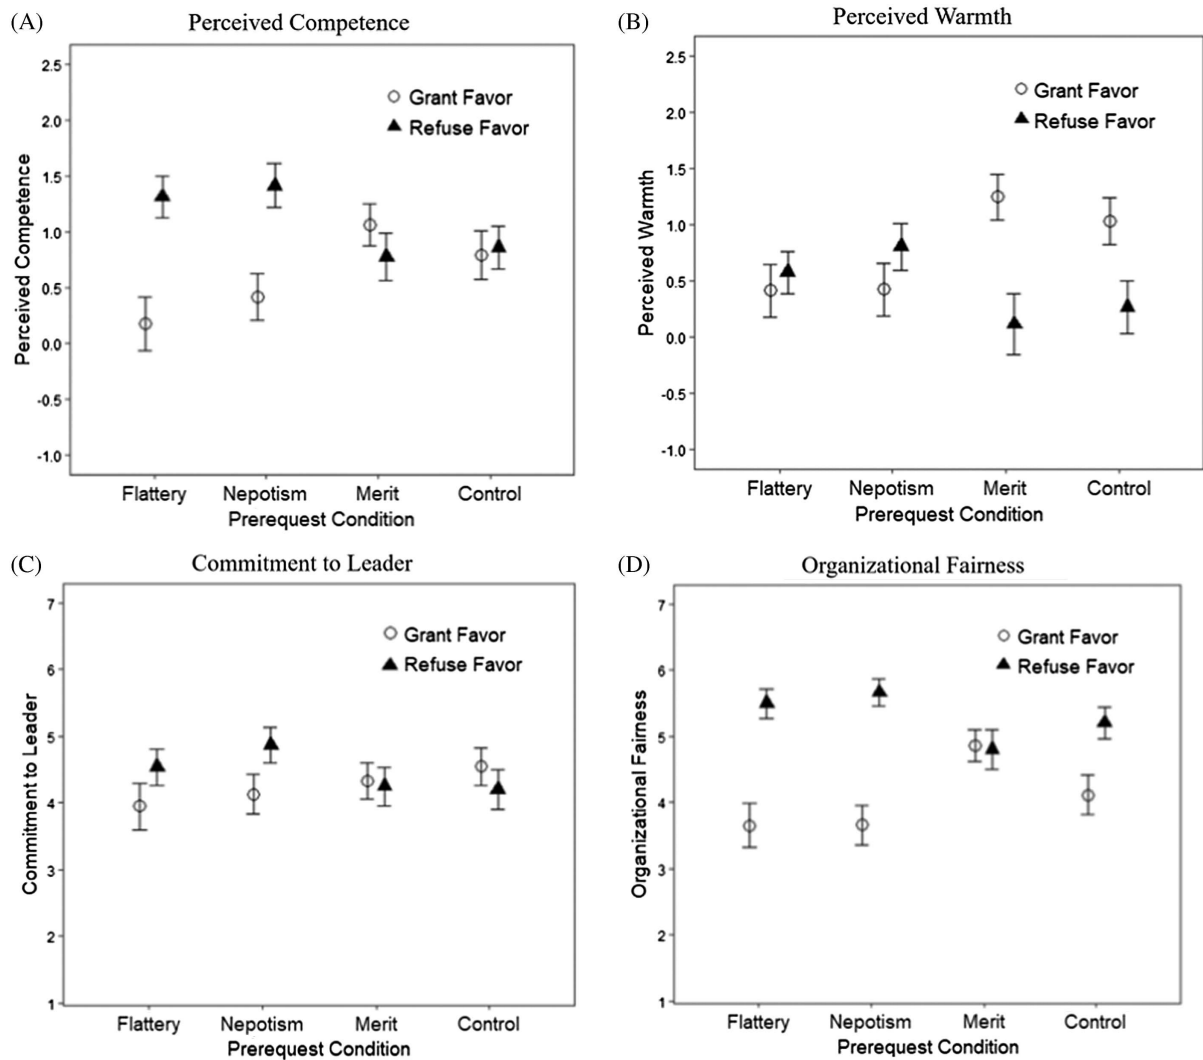 (A) Perceived Competence
2.5
2.0
1.5
1.0
0.5
0.0
-0.5
-1.0
Perceived Competence
Grant Favor
Refuse Favor
Flattery Nepotism Merit Control
Prerequest Condition
(B) Perceived Warmth
2.5
2.0
1.5
1.0
0.5
0.0
-0.5
-1.0
Perceived Warmth
Grant Favor
Refuse Favor
Flattery Nepotism Merit Control
Prerequest Condition
(C) Commitment to Leader
7
6
5
4
3
2
1
Commitment to Leader
Grant Favor
Refuse Favor
Flattery Nepotism Merit Control
Prerequest Condition
(D) Organizational Fairness
7
6
5
4
3
2
1
Organizational Fairness
Grant Favor
Refuse Favor
Flattery Nepotism Merit Control
Prerequest Condition